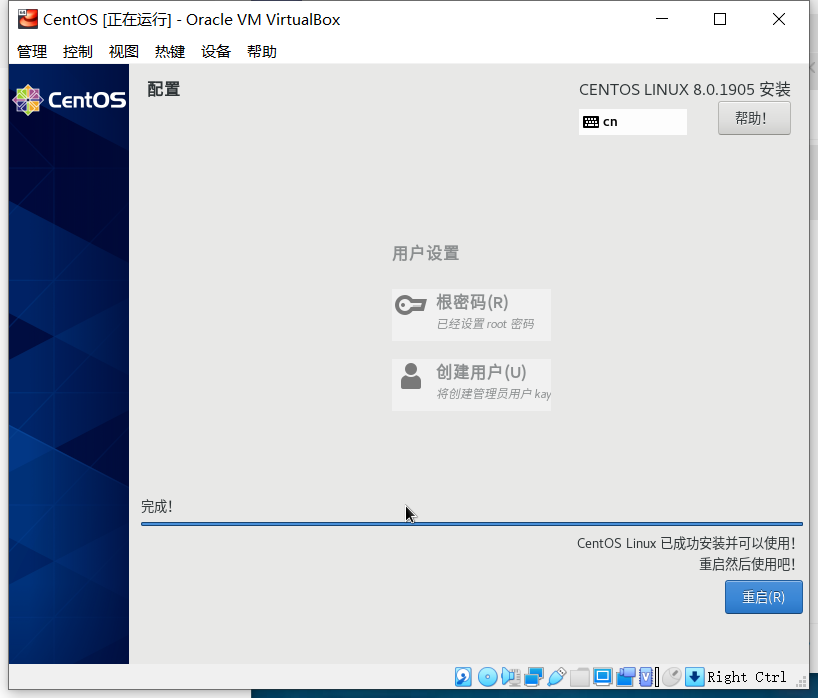 CentOS [正在运行] - Oracle VM VirtualBox
管理 控制 视图 热键 设备 帮助
CentOS
配置
CENTOS LINUX 8.0.1905 安装
cn
帮助!
用户设置
根密码(R)
已经设置 root 密码
创建用户(U)
将创建管理员用户 kay
完成!
CentOS Linux 已成功安装并可以使用!
重启然后使用吧!
重启(R)
Right Ctrl